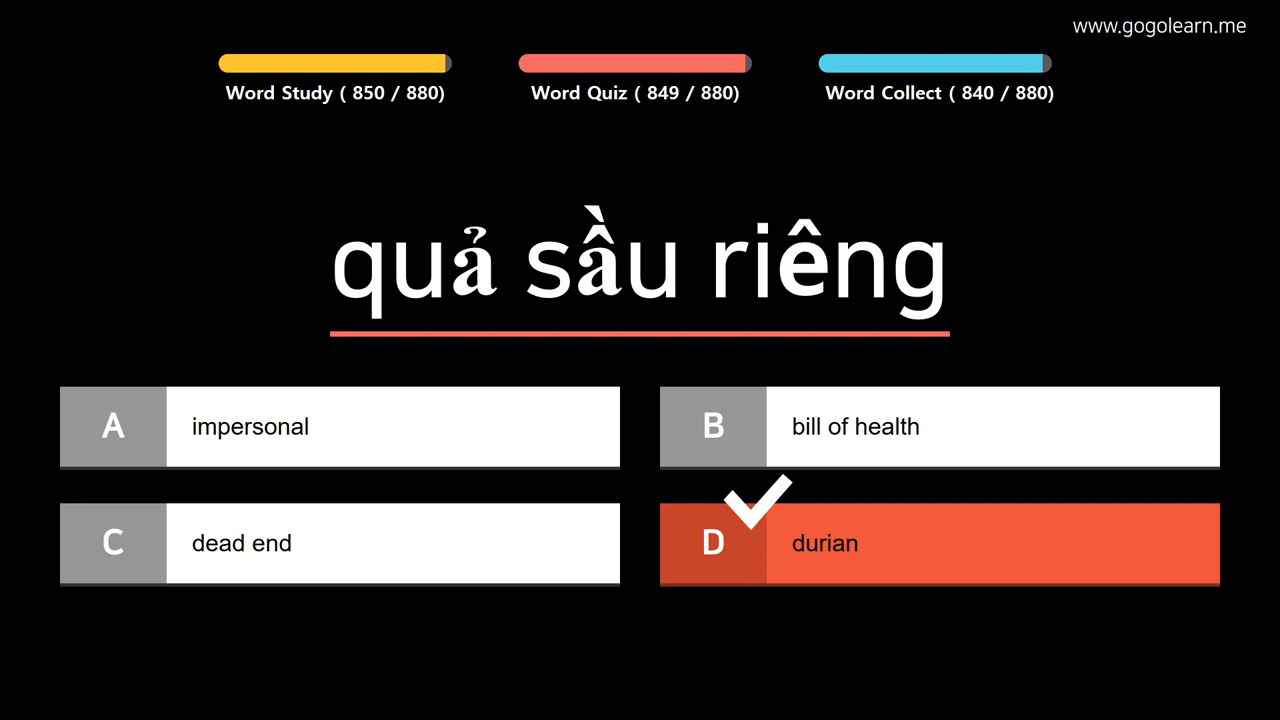 www.gogolearn.me
Word Study ( 850 / 880)
Word Quiz ( 849 / 880)
Word Collect ( 840 / 880)
quả sầu riêng
A impersonal
B bill of health
C dead end
D durian